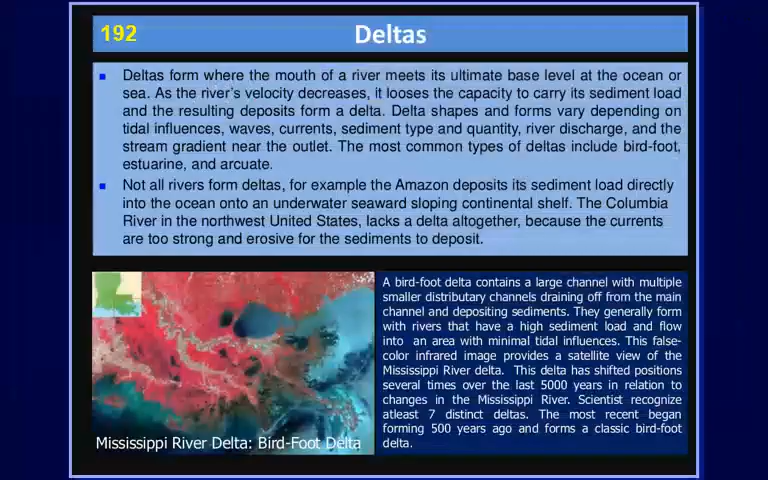 192
Deltas
Deltas form where the mouth of a river meets its ultimate base level at the ocean or
sea. As the river's velocity decreases, it looses the capacity to carry its sediment load
and the resulting deposits form a delta. Delta shapes and forms vary depending on
tidal influences, waves, currents, sediment type and quantity, river discharge, and the
stream gradient near the outlet. The most common types of deltas include bird-foot,
estuarine, and arcuate.
Not all rivers form deltas, for example the Amazon deposits its sediment load directly
into the ocean onto an underwater seaward sloping continental shelf. The Columbia
River in the northwest United States, lacks a delta altogether, because the currents
are too strong and erosive for the sediments to deposit.
A bird-foot delta contains a large channel with multiple
smaller distributary channels draining off from the main
channel and depositing sediments. They generally form
with rivers that have a high sediment load and flow
into an area with minimal tidal influences. This false-
color infrared image provides a satellite view of the
Mississippi River delta. This delta has shifted positions
several times over the last 5000 years in relation to
changes in the Mississippi River. Scientist recognize
atleast 7 distinct deltas. The most recent began
forming 500 years ago and forms a classic bird-foot
delta.
Mississippi River Delta: Bird-Foot Delta